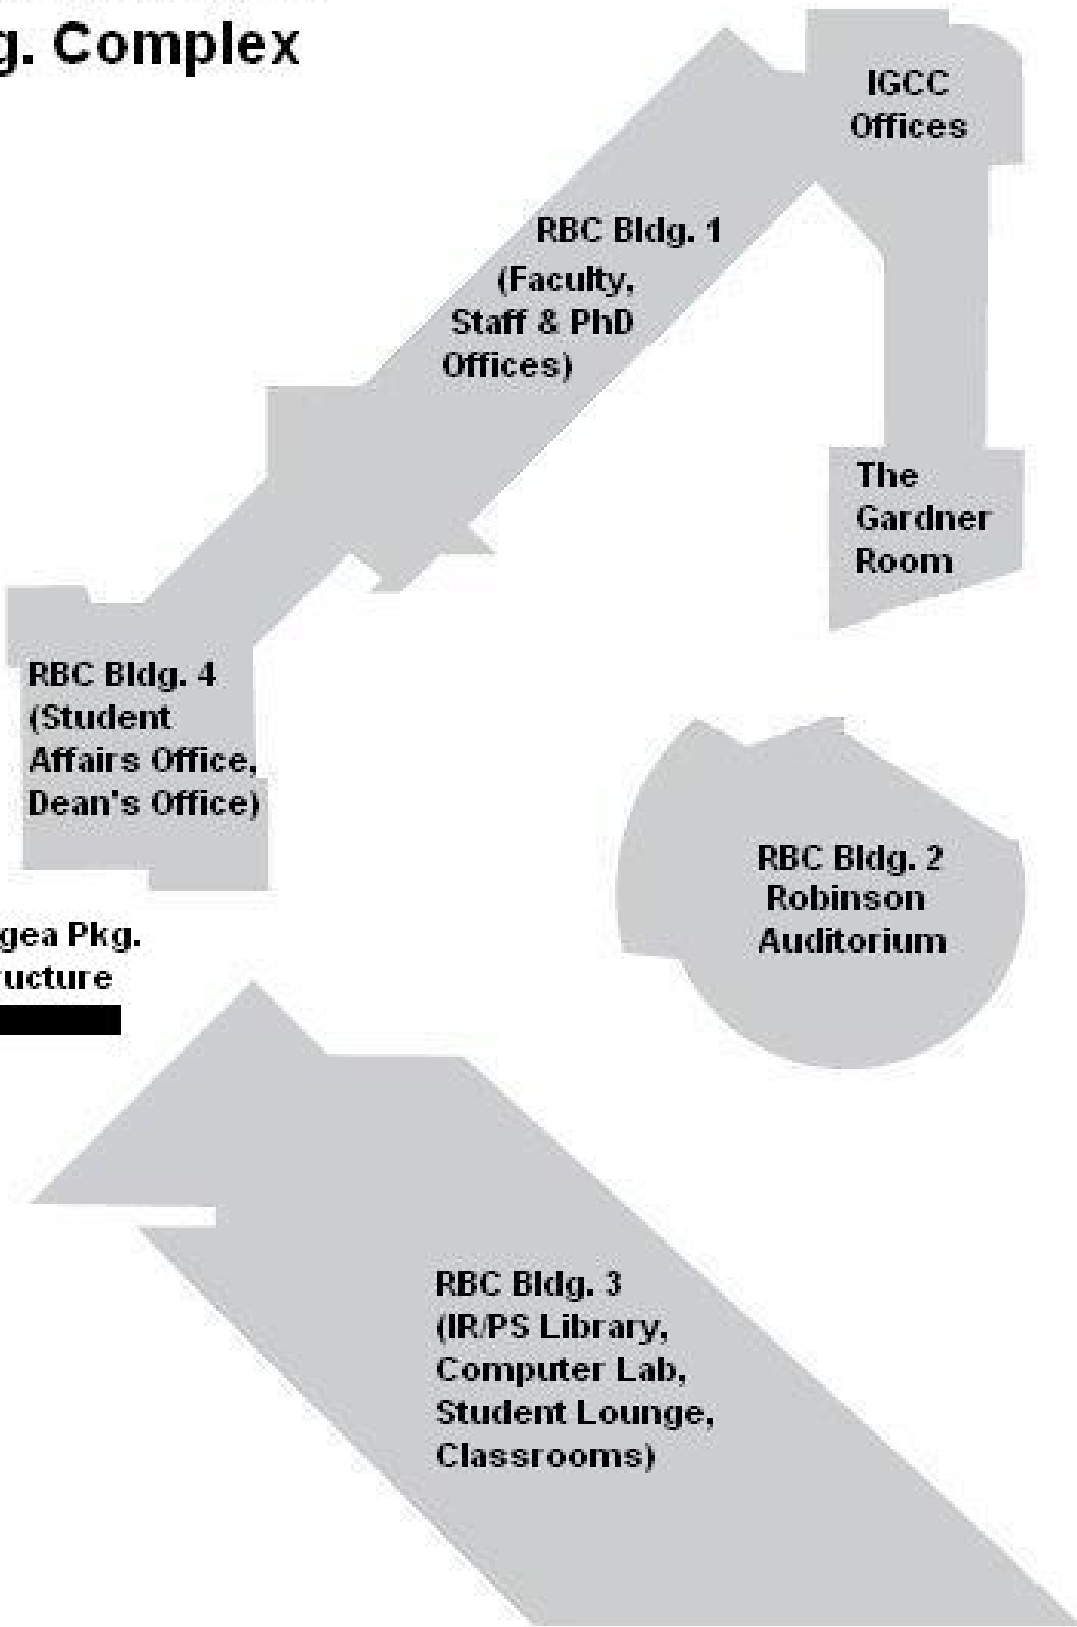 g. Complex
IGCC
Offices
RBC Bldg. 1
(Faculty,
Staff & PhD
Offices)
The
Gardner
Room
RBC Bldg. 4
(Student
Affairs Office,
Dean's Office)
RBC Bldg. 2
Robinson
Auditorium
gea Pkg.
ructure
RBC Bldg. 3
(IR/PS Library,
Computer Lab,
Student Lounge,
Classrooms)